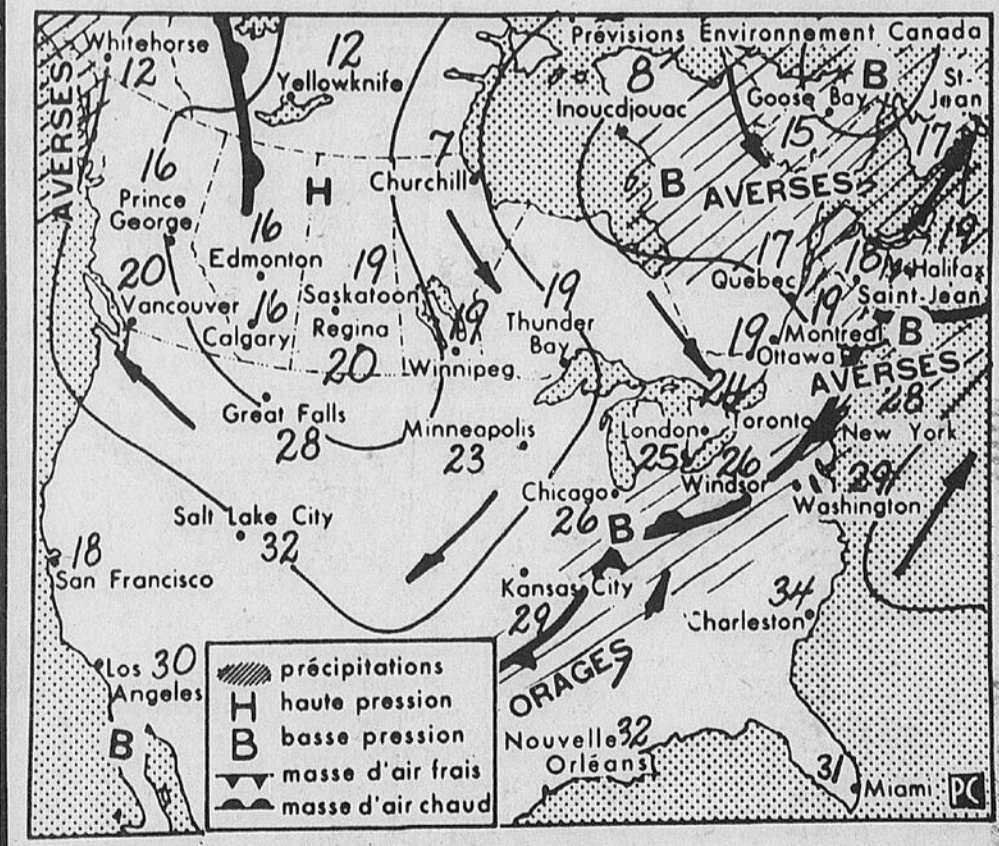 Prévisions Environnement Canada
Whitehorse
12
AVERSES
12
Yellowknife
8
Inoucdjouac
B
Goose Bay
15
St-
Jean
17
7
Churchill
H
B
AVERSES
16
Prince
George
16
Edmonton
19
Saskatoon
17
Québec
19
Halifax
20
Vancouver
16
Calgary
Regina
20
19
Winnipeg
19
Thunder
Bay
19
Montréal
Saint-Jean
B
19
Ottawa
AVERSES
28
New York
24
Toronto
Great Falls
28
Minneapolis
23
London
25
26
Windsor
Washington
Chicago
26
B
Salt Lake City
32
18
San Francisco
Kansas City
29
34
Charleston
ORAGES
Los 30
Angeles
B
précipitations
H haute pression
B basse pression
masse d'air frais
masse d'air chaud
Nouvelle 32
Orléans
31
Miami
PC